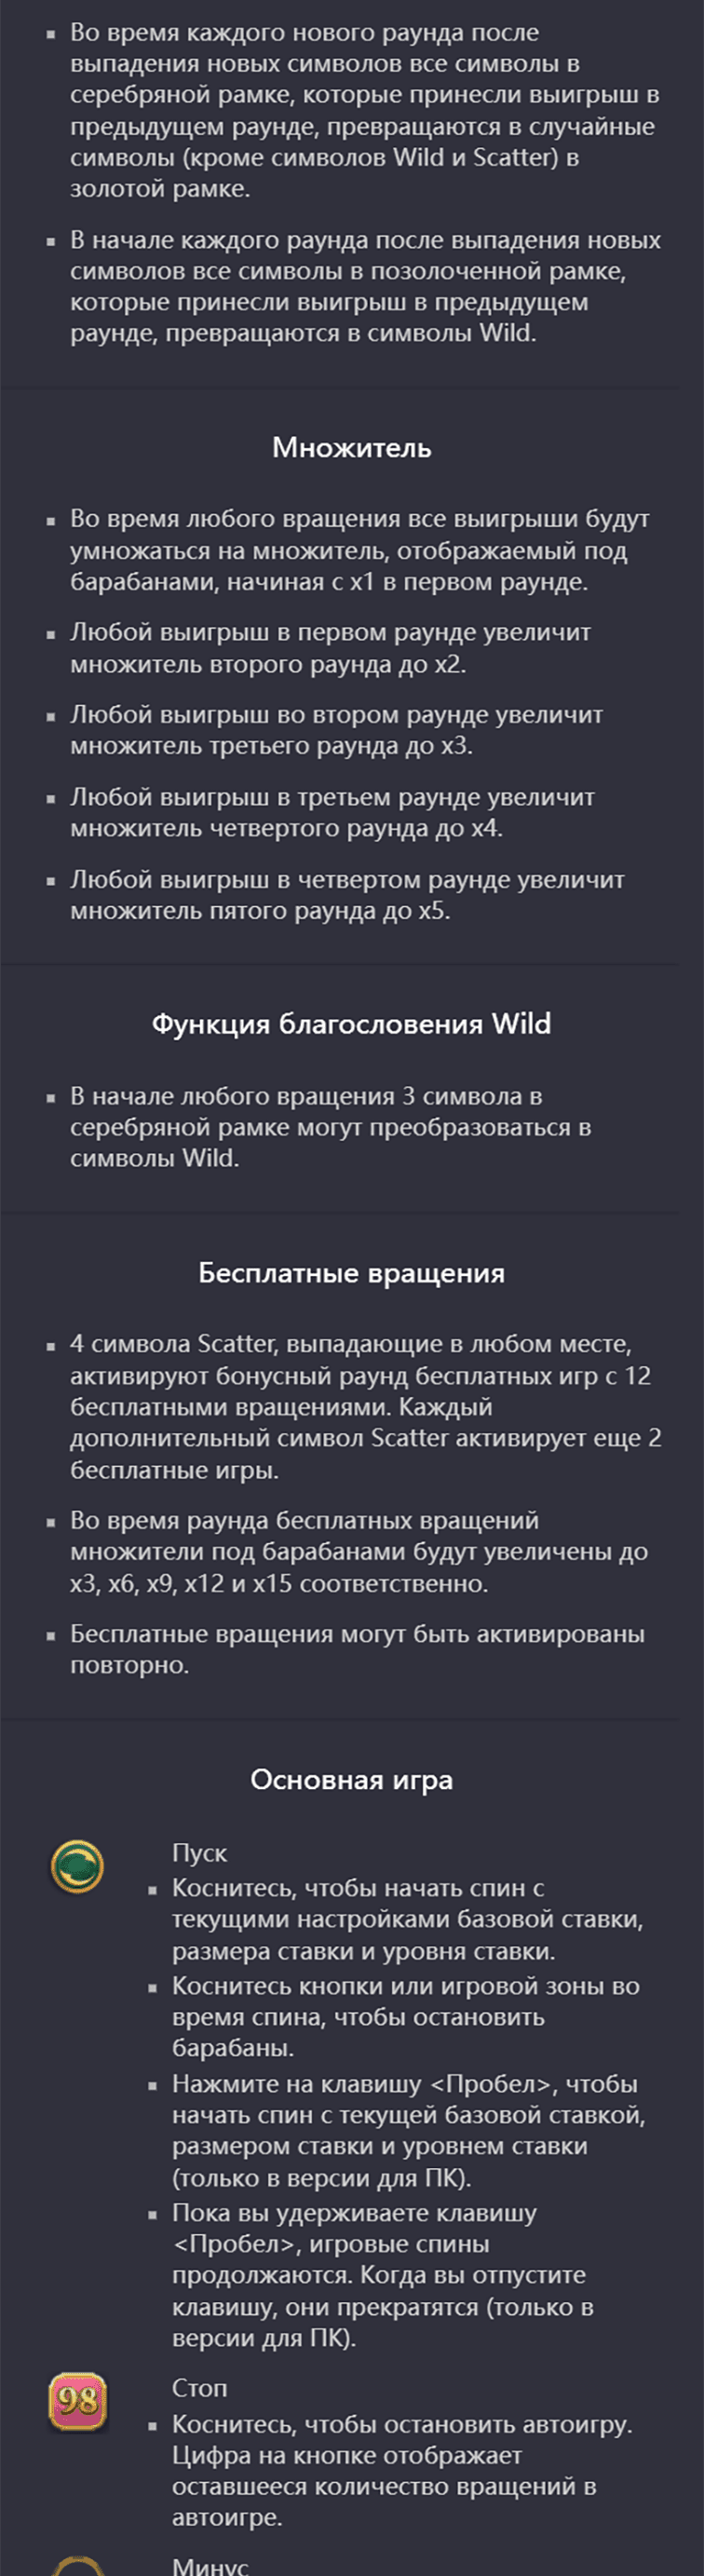 ▪ Во время каждого нового раунда после
выпадения новых символов все символы в
серебряной рамке, которые принесли выигрыш в
предыдущем раунде, превращаются в случайные
символы (кроме символов Wild и Scatter) в
золотой рамке.
▪ В начале каждого раунда после выпадения новых
символов все символы в позолоченной рамке,
которые принесли выигрыш в предыдущем
раунде, превращаются в символы Wild.
Множитель
▪ Во время любого вращения все выигрыши будут
умножаться на множитель, отображаемый под
барабанами, начиная с x1 в первом раунде.
▪ Любой выигрыш в первом раунде увеличит
множитель второго раунда до x2.
▪ Любой выигрыш во втором раунде увеличит
множитель третьего раунда до x3.
▪ Любой выигрыш в третьем раунде увеличит
множитель четвертого раунда до x4.
▪ Любой выигрыш в четвертом раунде увеличит
множитель пятого раунда до x5.
Функция благословения Wild
▪ В начале любого вращения 3 символа в
серебряной рамке могут преобразоваться в
символы Wild.
Бесплатные вращения
▪ 4 символа Scatter, выпадающие в любом месте,
активируют бонусный раунд бесплатных игр с 12
бесплатными вращениями. Каждый
дополнительный символ Scatter активирует еще 2
бесплатные игры.
▪ Во время раунда бесплатных вращений
множители под барабанами будут увеличены до
x3, x6, x9, x12 и x15 соответственно.
▪ Бесплатные вращения могут быть активированы
повторно.
Основная игра
Пуск
▪ Коснитесь, чтобы начать спин с
текущими настройками базовой ставки,
размера ставки и уровня ставки.
▪ Коснитесь кнопки или игровой зоны во
время спина, чтобы остановить
барабаны.
▪ Нажмите на клавишу <Пробел>, чтобы
начать спин с текущей базовой ставкой,
размером ставки и уровнем ставки
(только в версии для ПК).
▪ Пока вы удерживаете клавишу
<Пробел>, игровые спины
продолжаются. Когда вы отпустите
клавишу, они прекратятся (только в
версии для ПК).
98
Стоп
▪ Коснитесь, чтобы остановить автоигру.
Цифра на кнопке отображает
оставшееся количество вращений в
автоигре.
Минус